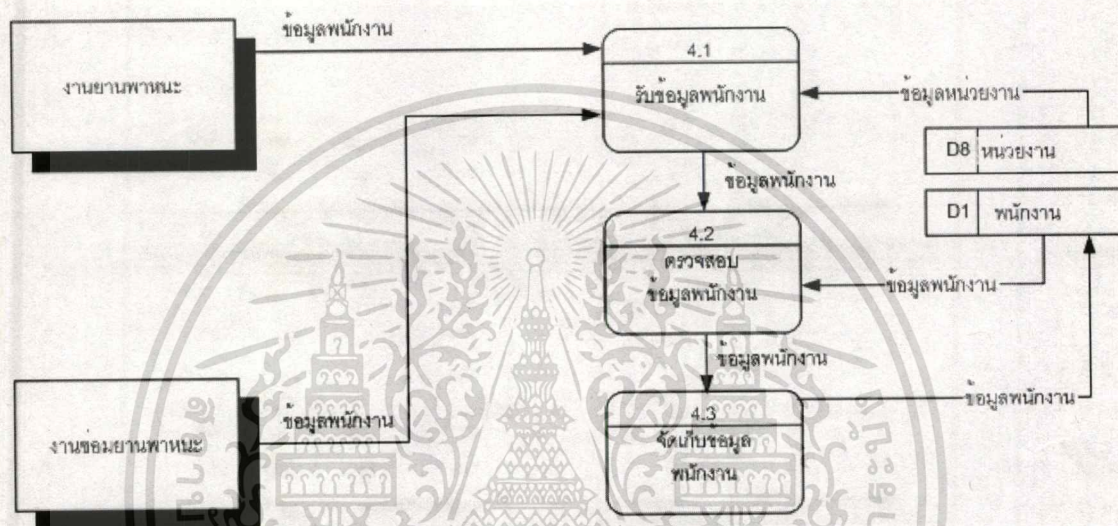 ข้อมูลพนักงาน
งานยานพาหนะ
4.1
รับข้อมูลพนักงาน
ข้อมูลหน่วยงาน
D8 หน่วยงาน
ข้อมูลพนักงาน
D1 พนักงาน
4.2
ตรวจสอบ
ข้อมูลพนักงาน
ข้อมูลพนักงาน
ข้อมูลพนักงาน
งานซ่อมยานพาหนะ
ข้อมูลพนักงาน
4.3
จัดเก็บข้อมูล
พนักงาน
ข้อมูลพนักงาน